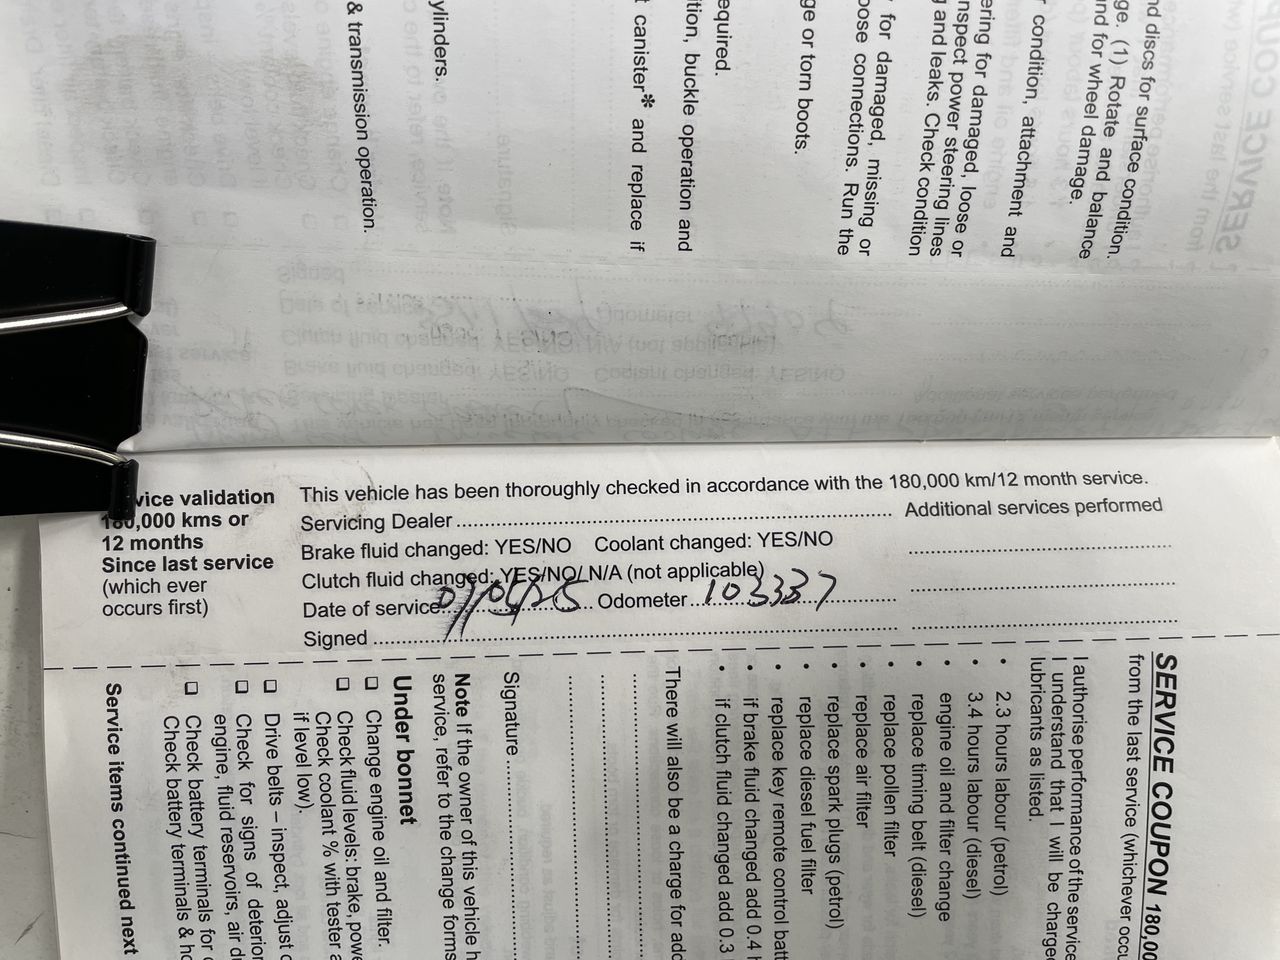 nd discs for surface condition.
ge. (1) Rotate and balance
and for wheel damage.
condition, attachment and
ering for damaged, loose or
nspect power steering lines
and leaks. Check condition
for damaged, missing or
oose connections. Run the
ge or torn boots.
equired.
ition, buckle operation and
t canister* and replace if
ylinders.
& transmission operation.
vice validation
180,000 kms or
12 months
Since last service
(which ever
occurs first)
This vehicle has been thoroughly checked in accordance with the 180,000 km/12 month service.
Servicing Dealer Additional services performed
Brake fluid changed: YES/NO Coolant changed: YES/NO
Clutch fluid changed: YES/NO/ N/A (not applicable)
Date of service Odometer 103337
Signed
SERVICE COUPON 180,00
from the last service (whichever occu
I authorise performance of the service
I understand that I will be charged
lubricants as listed.
• 2.3 hours labour (petrol)
• 3.4 hours labour (diesel)
• engine oil and filter change
• replace timing belt (diesel)
• replace pollen filter
• replace air filter
• replace spark plugs (petrol)
• replace diesel fuel filter
• replace key remote control batt
• if brake fluid changed add 0.4 h
• if clutch fluid changed add 0.3
There will also be a charge for add
Signature
Note If the owner of this vehicle h
service, refer to the change forms
Under bonnet
❑ Change engine oil and filter.
❑ Check fluid levels: brake, powe
Check coolant % with tester a
if level low).
❑ Drive belts – inspect, adjust o
❑ Check for signs of deterior
engine, fluid reservoirs, air du
❑ Check battery terminals for c
Check battery terminals & ho
Service items continued next